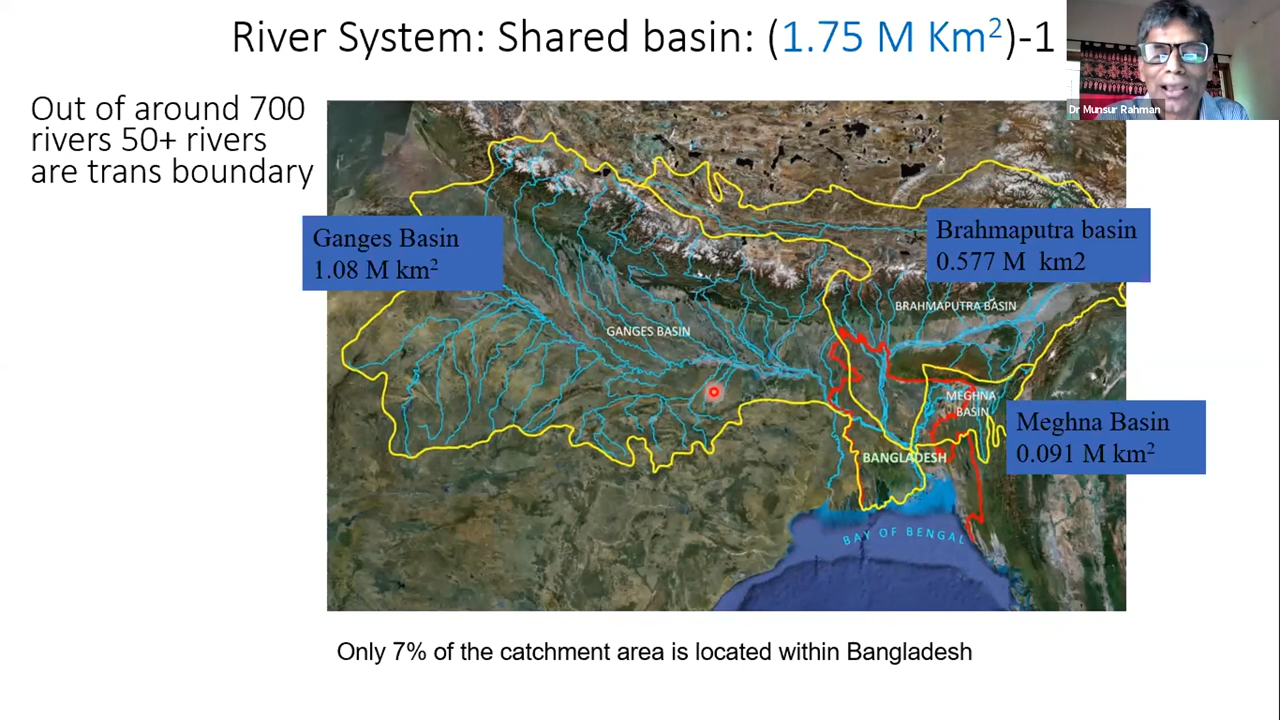 River System: Shared basin: (1.75 M Km²)-1
Dr Munsur Rahman
Out of around 700
rivers 50+ rivers
are trans boundary
Ganges Basin
1.08 M km²
Brahmaputra basin
0.577 M km2
BRAHMAPUTRA BASIN
GANGES BASIN
MEGHNA
BASIN
Meghna Basin
0.091 M km²
BANGLADESH
BAY OF BENGAL
Only 7% of the catchment area is located within Bangladesh